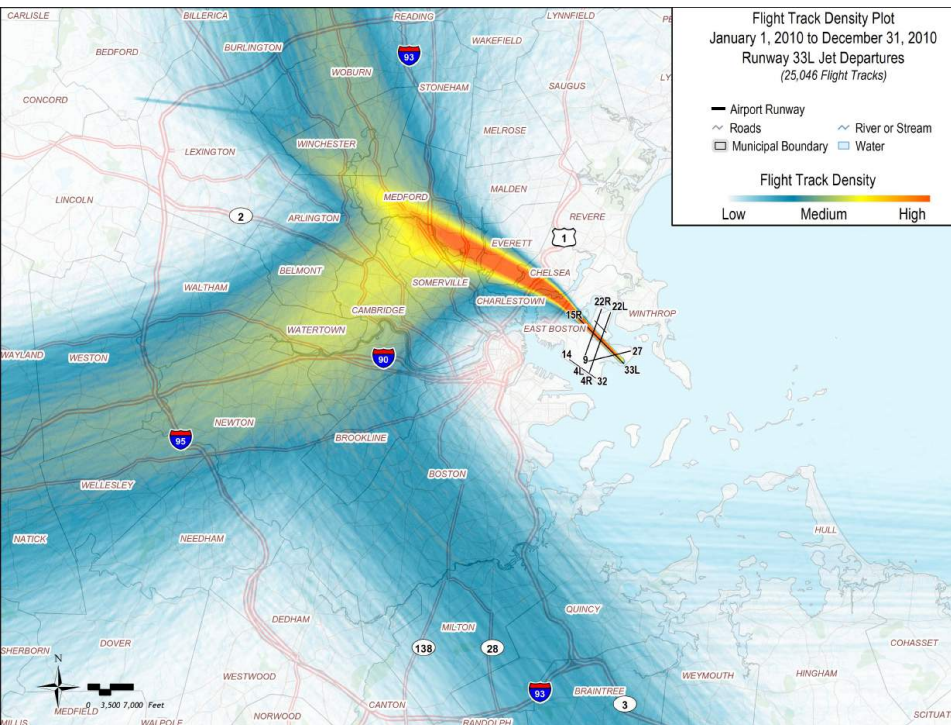 Flight Track Density Plot
January 1, 2010 to December 31, 2010
Runway 33L Jet Departures
(25,046 Flight Tracks)
Airport Runway
Roads
River or Stream
Municipal Boundary
Water
Flight Track Density
Low Medium High
CARLISLE
BILLERICA
READING
LYNNFIELD
BEDFORD
BURLINGTON
93
WAKEFIELD
WOBURN
STONEHAM
SAUGUS
CONCORD
WINCHESTER
MELROSE
LEXINGTON
LINCOLN
MEDFORD
MALDEN
2
ARLINGTON
REVERE
1
EVERETT
BELMONT
CHELSEA
WALTHAM
SOMERVILLE
CHARLESTOWN
22R
22L
CAMBRIDGE
15R
WINTHROP
WATERTOWN
EAST BOSTON
WAYLAND
WESTON
90
14
9
27
4L
33L
4R
32
NEWTON
95
BROOKLINE
WELLESLEY
BOSTON
NATICK
NEEDHAM
HULL
QUINCY
DEDHAM
MILTON
SHERBORN
DOVER
138
28
COHASSET
N
WESTWOOD
WEYMOUTH
HINGHAM
93
BRAINTREE
3
0 3,500 7,000 Feet
MEDFIELD
NORWOOD
CANTON
MILLIS
WALPOLE
RANDOLPH
SCITUAT